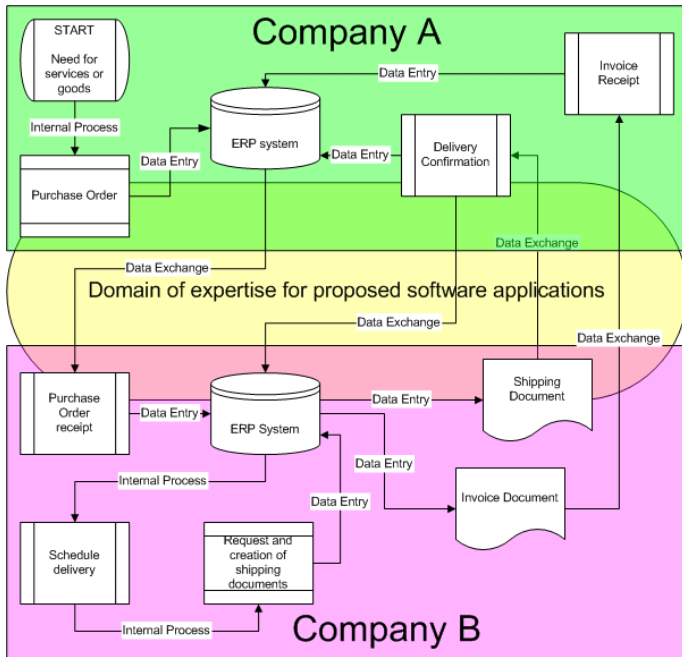 Company A
START
Need for
services or
goods
Invoice
Receipt
Data Entry
Internal Process
ERP system
Delivery
Confirmation
Data Entry
Data Entry
Purchase Order
Data Exchange
Data Exchange
Domain of expertise for proposed software applications
Data Exchange
Data Exchange
Purchase
Order
receipt
Data Entry
ERP System
Data Entry
Shipping
Document
Data Entry
Internal Process
Data Entry
Invoice Document
Schedule
delivery
Request and
creation of
shipping
documents
Internal Process
Company B